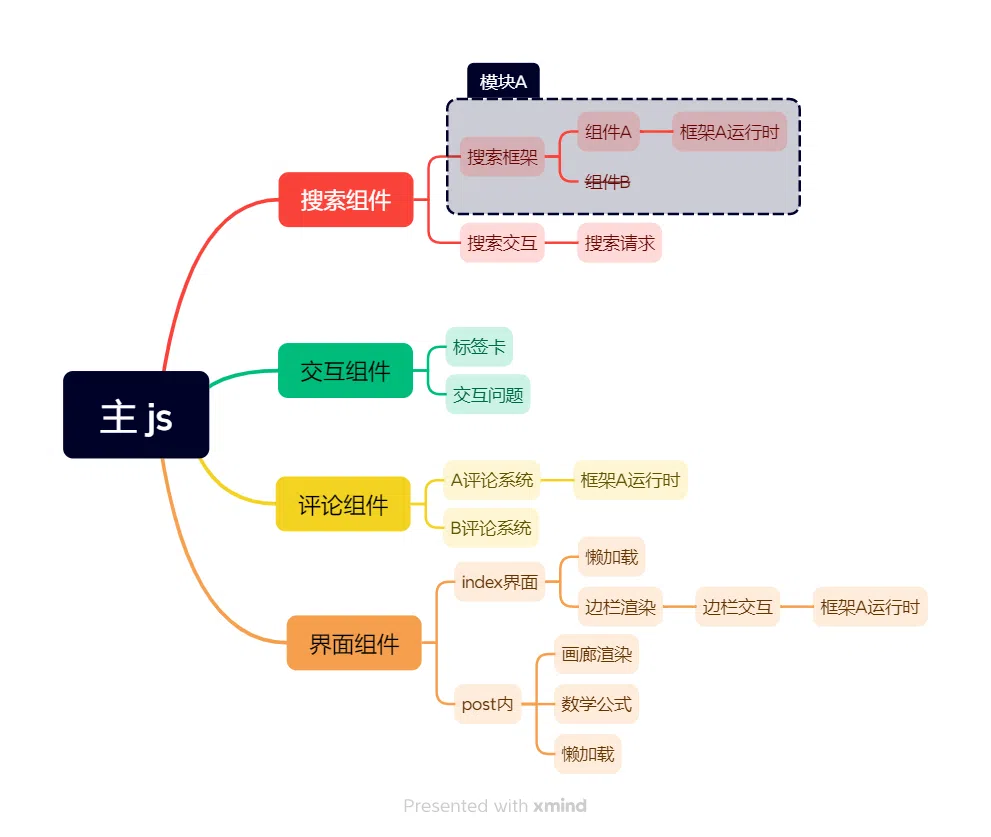 模块A
组件A
框架A运行时
搜索框架
组件B
搜索组件
搜索交互
搜索请求
标签卡
交互组件
交互问题
主 js
A评论系统
框架A运行时
评论组件
B评论系统
懒加载
index界面
边栏渲染
边栏交互
框架A运行时
界面组件
画廊渲染
post内
数学公式
懒加载
Presented with xmind